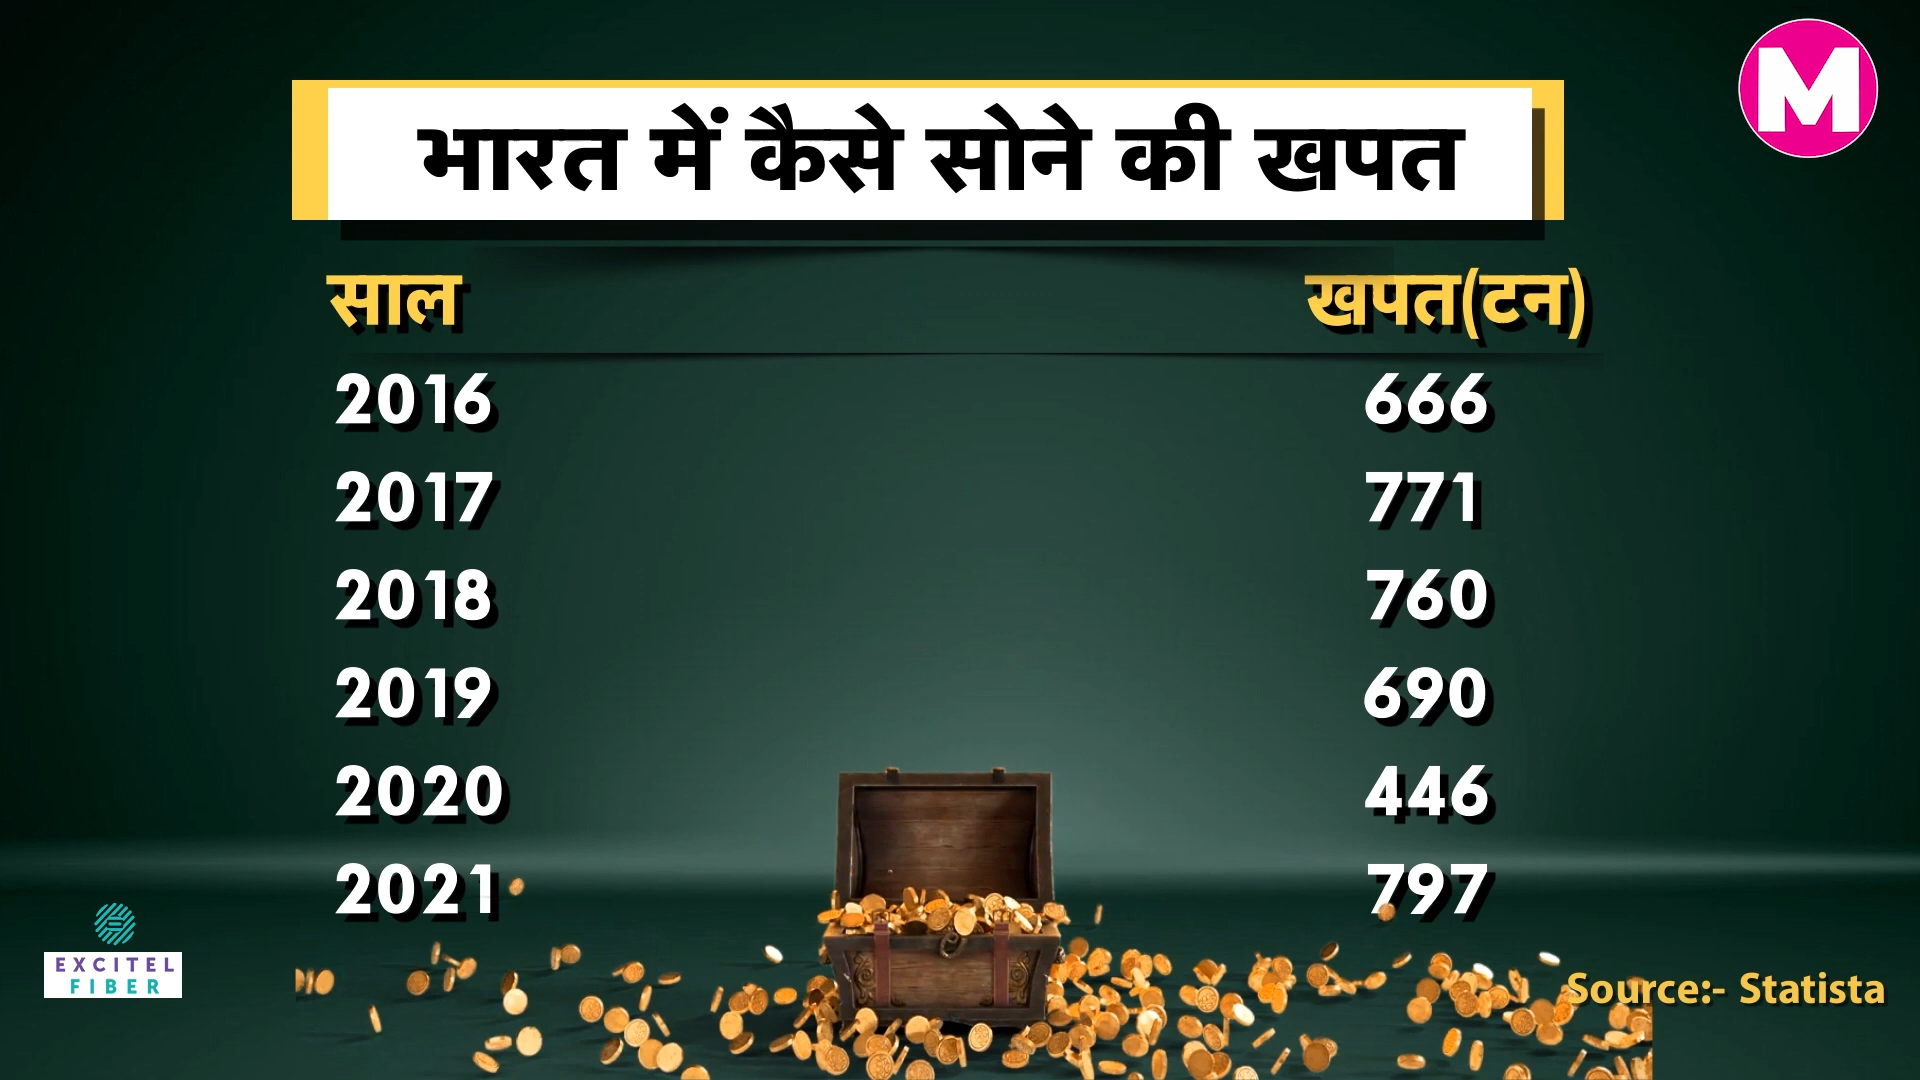 M
भारत में कैसे सोने की खपत
साल खपत(टन)
2016 666
2017 771
2018 760
2019 690
2020 446
2021 797
EXCITEL
FIBER
Source:- Statista